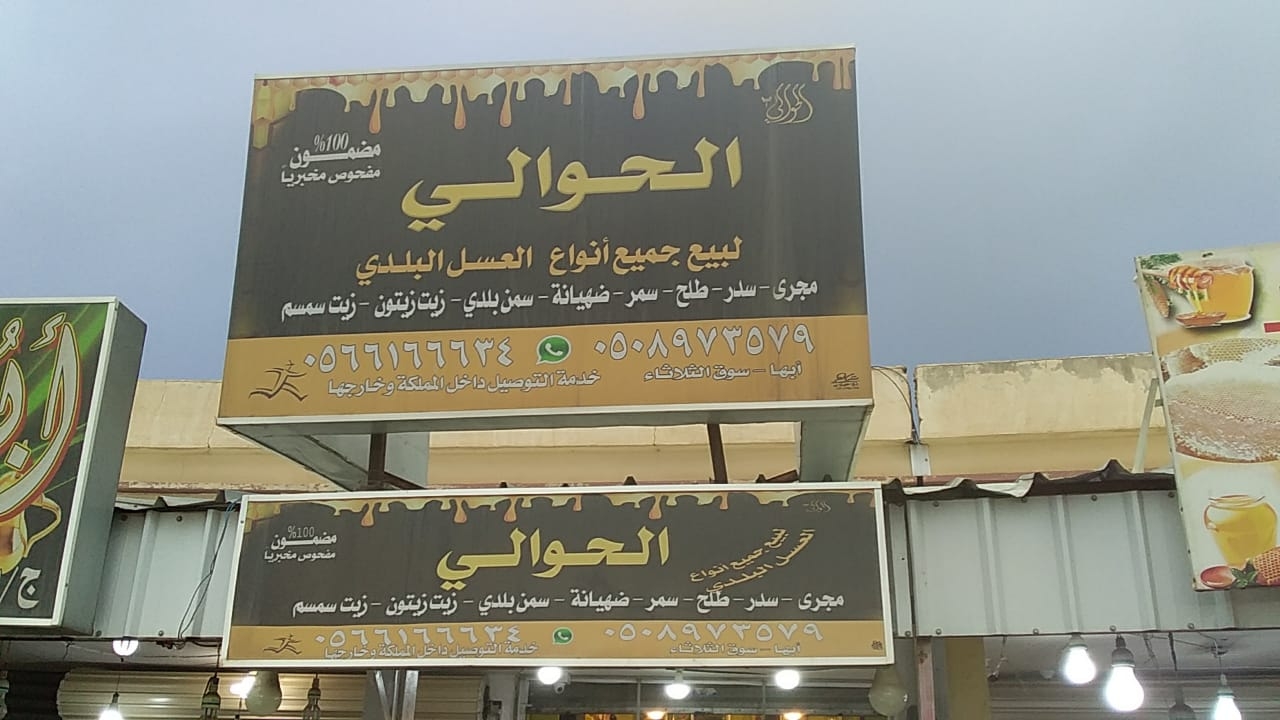 الحوالي
%100
مضمون
مفحوص مخبرياً
الحوالي
لبيع جميع أنواع العسل البلدي
مجرى - سدر - طلح - سمر - ضهيانة - سمن بلدي - زيت زيتون - زيت سمسم
٠٥٠٨٩٧٣٥٧٩ ٠٥٦٦١٦٦٦٣٤
أبها - سوق الثلاثاء خدمة التوصيل داخل المملكة وخارجها
%100
مضمون
مفحوص مخبرياً
الحوالي
لبيع جميع انواع
العسل البلدي
مجرى - سدر - طلح - سمر - ضهيانة - سمن بلدي - زيت زيتون - زيت سمسم
٠٥٠٨٩٧٣٥٧٩ ٠٥٦٦١٦٦٦٣٤
أبها - سوق الثلاثاء خدمة التوصيل داخل المملكة وخارجها
ج/